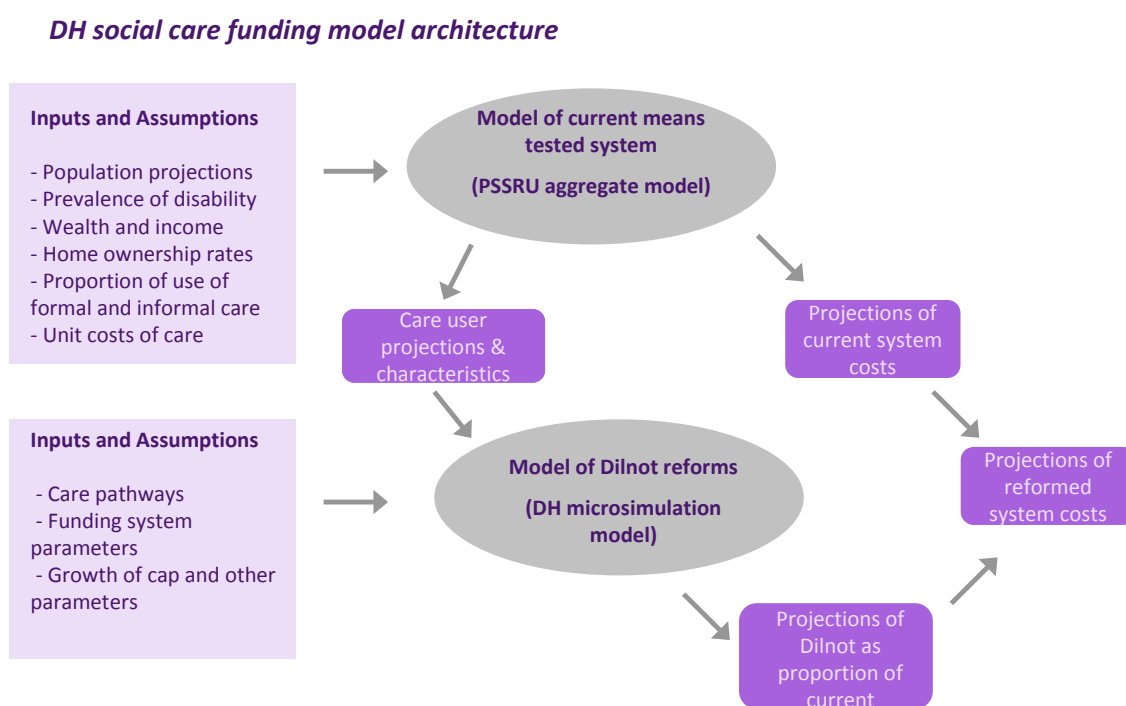 DH social care funding model architecture
Inputs and Assumptions
- Population projections
- Prevalence of disability
- Wealth and income
- Home ownership rates
- Proportion of use of
formal and informal care
- Unit costs of care
Model of current means
tested system
(PSSRU aggregate model)
Care user
projections &
characteristics
Projections of
current system
costs
Inputs and Assumptions
- Care pathways
- Funding system
parameters
- Growth of cap and other
parameters
Model of Dilnot reforms
(DH microsimulation
model)
Projections of
reformed
system costs
Projections of
Dilnot as
proportion of
current